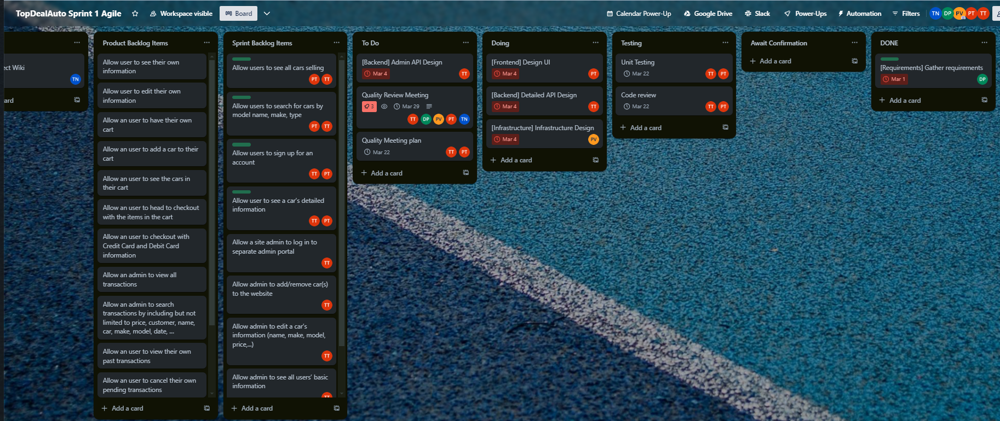 TopDealAuto Sprint 1 Agile
Workspace visible
Board
Calendar Power-Up
Google Drive
Slack
Power-Ups
Automation
Filters
TN
DP
PV
PT
TT
ect Wiki
TN
ard
Product Backlog Items
Allow user to see their own
information
Allow user to edit their own
information
Allow an user to have their own
cart
Allow an user to add a car to their
cart
Allow an user to see the cars in
their cart
Allow an user to head to checkout
with the items in the cart
Allow an user to checkout with
Credit Card and Debit Card
information
Allow an admin to view all
transactions
Allow an admin to search
transactions by including but not
limited to price, customer, name,
car, make, model, date, ...
Allow an user to view their own
past transactions
Allow an user to cancel their own
pending transactions
+ Add a card
Sprint Backlog Items
Allow users to see all cars selling
PT TT
Allow users to search for cars by
model name, make, type
PT TT
Allow users to sign up for an
account
TT PT
Allow user to see a car's detailed
information
TT PT
Allow a site admin to log in to
separate admin portal
TT
Allow admin to add/remove car(s)
to the website
TT
Allow admin to edit a car's
information (name, make, model,
price,...)
TT
Allow admin to see all users' basic
information
TT
+ Add a card
To Do
[Backend] Admin API Design
Mar 4
TT
Quality Review Meeting
3
Mar 29
TT DP PV PT TN
Quality Meeting plan
Mar 22
TT PT
+ Add a card
Doing
[Frontend] Design UI
Mar 4
PT
[Backend] Detailed API Design
Mar 4
TT
[Infrastructure] Infrastructure Design
Mar 4
PV
+ Add a card
Testing
Unit Testing
Mar 22
TT PT
Code review
Mar 22
TT PT
+ Add a card
Await Confirmation
+ Add a card
DONE
[Requirements] Gather requirements
Mar 1
DP
+ Add a card